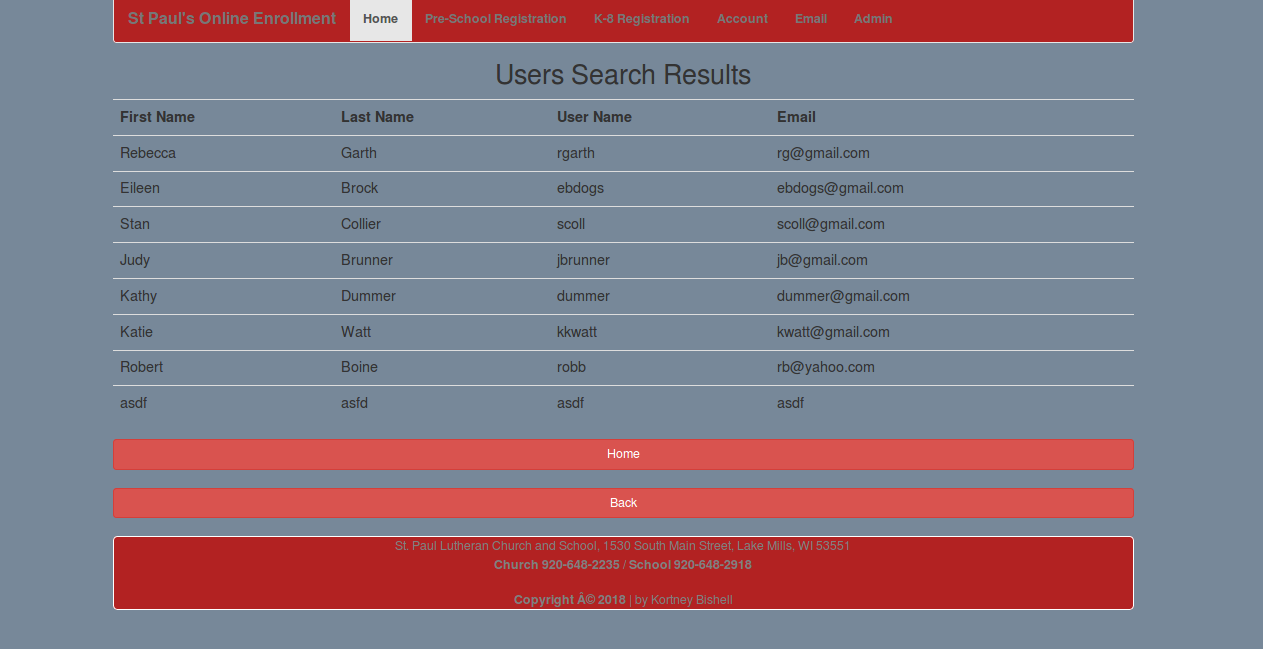 St Paul's Online Enrollment Home Pre-School Registration K-8 Registration Account Email Admin
Users Search Results
First Name Last Name User Name Email
Rebecca Garth rgarth rg@gmail.com
Eileen Brock ebdogs ebdogs@gmail.com
Stan Collier scoll scoll@gmail.com
Judy Brunner jbrunner jb@gmail.com
Kathy Dummer dummer dummer@gmail.com
Katie Watt kkwatt kwatt@gmail.com
Robert Boine robb rb@yahoo.com
asdf asfd asdf asdf
Home
Back
St. Paul Lutheran Church and School, 1530 South Main Street, Lake Mills, WI 53551
Church 920-648-2235 / School 920-648-2918
Copyright Â© 2018 | by Kortney Bishell